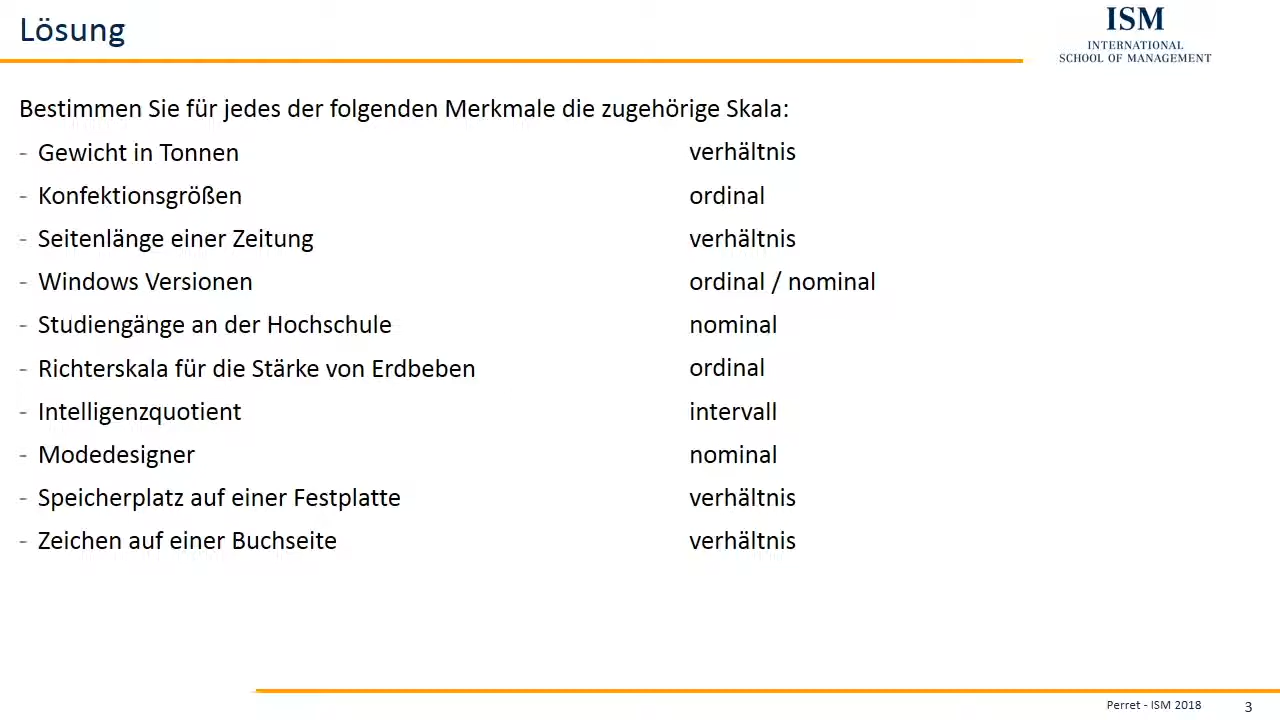 Lösung
ISM
INTERNATIONAL
SCHOOL OF MANAGEMENT
Bestimmen Sie für jedes der folgenden Merkmale die zugehörige Skala:
- Gewicht in Tonnen verhältnis
- Konfektionsgrößen ordinal
- Seitenlänge einer Zeitung verhältnis
- Windows Versionen ordinal / nominal
- Studiengänge an der Hochschule nominal
- Richterskala für die Stärke von Erdbeben ordinal
- Intelligenzquotient intervall
- Modedesigner nominal
- Speicherplatz auf einer Festplatte verhältnis
- Zeichen auf einer Buchseite verhältnis
Perret - ISM 2018 3